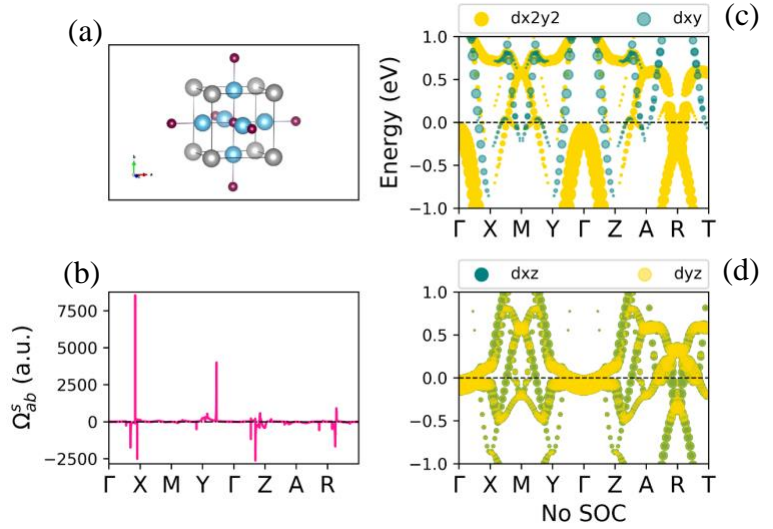 (a)
(b)
Ω^s_ab (a.u.)
7500
5000
2500
0
−2500
Γ X M Y Γ Z A R
(c)
dx2y2 dxy
Energy (eV)
1.0
0.5
0.0
−0.5
−1.0
Γ X M Y Γ Z A R T
(d)
dxz dyz
1.0
0.5
0.0
−0.5
−1.0
Γ X M Y Γ Z A R T
No SOC